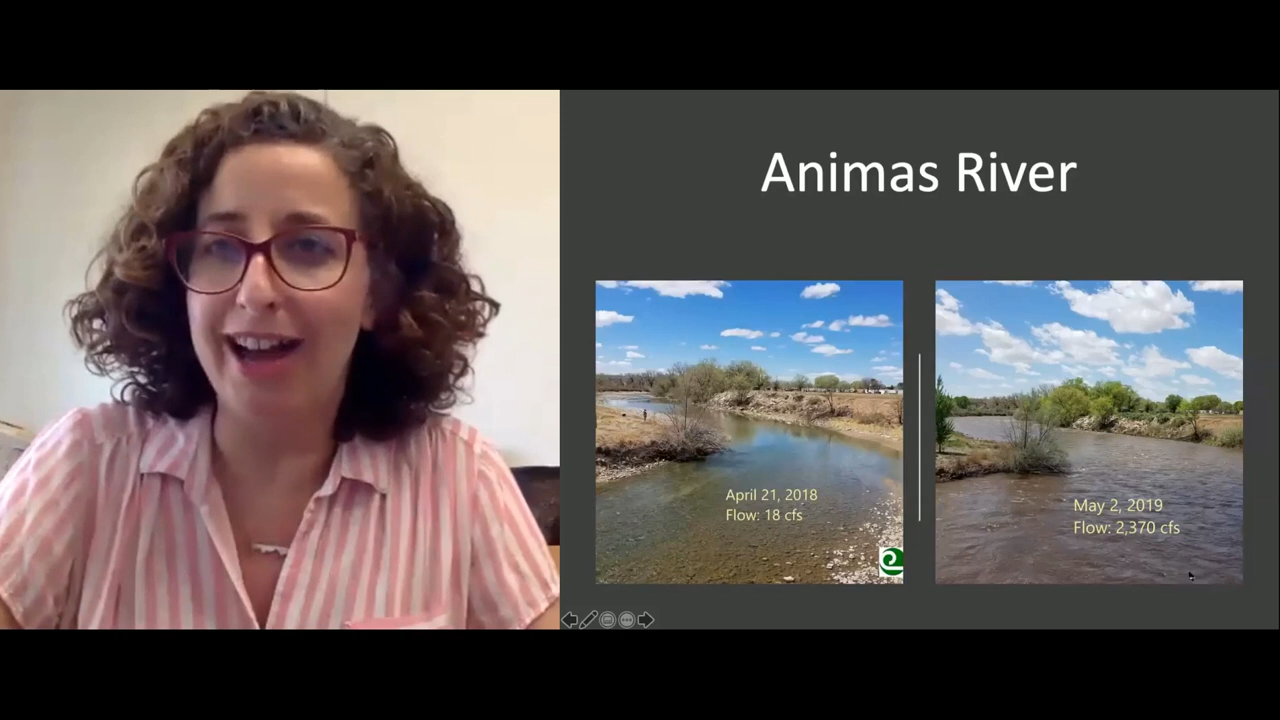 Animas River
April 21, 2018
Flow: 18 cfs
May 2, 2019
Flow: 2,370 cfs